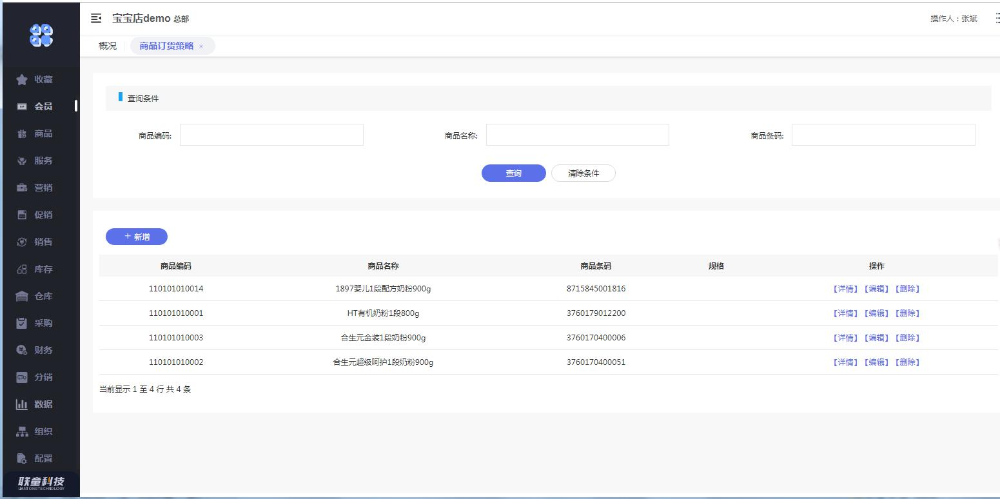 宝宝店demo 总部
操作人：张斌
概况
商品订货策略 ×
收藏
会员
商品
服务
营销
促销
销售
库存
仓库
采购
财务
分销
数据
组织
配置
联童科技
LIANTONGTECHNOLOGY
查询条件
商品编码:
商品名称:
商品条码:
查询
清除条件
+ 新增
商品编码 商品名称 商品条码 规格 操作
110101010014 1897婴儿1段配方奶粉900g 8715845001816 【详情】【编辑】【删除】
110101010001 HT有机奶粉1段800g 3760179012200 【详情】【编辑】【删除】
110101010003 合生元金装1段奶粉900g 3760170400006 【详情】【编辑】【删除】
110101010002 合生元超级呵护1段奶粉900g 3760170400051 【详情】【编辑】【删除】
当前显示 1 至 4 行 共 4 条